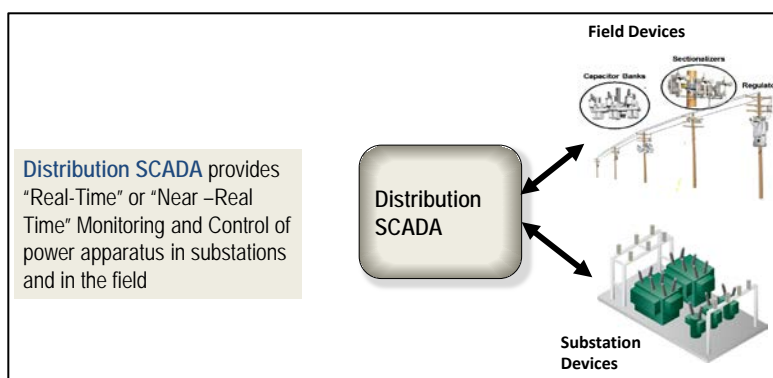 Field Devices
Sectionalizers
Capacitor Banks
Regulator
Distribution SCADA provides
“Real-Time” or “Near –Real
Time” Monitoring and Control of
power apparatus in substations
and in the field
Distribution
SCADA
Substation
Devices